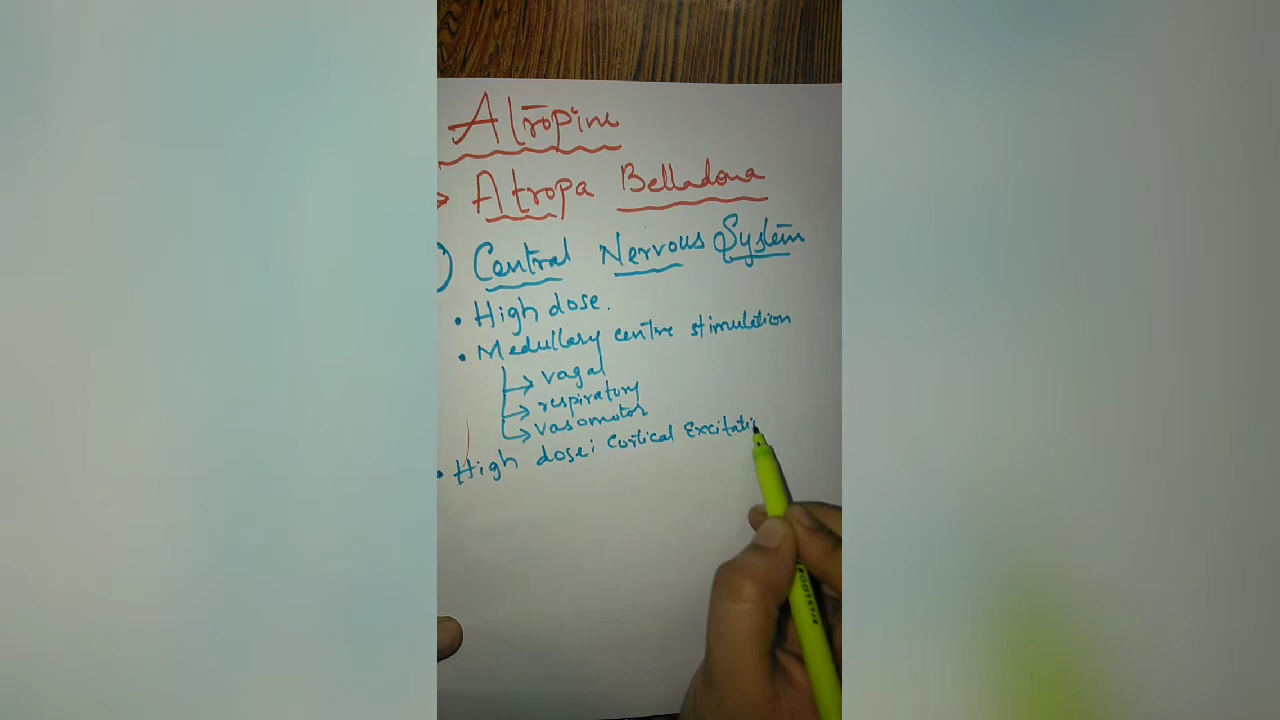 Atropine
Atropa Belladona
Central Nervous System
• High dose.
• Medullary centre stimulation
→ vagal
→ respiratory
→ vasomotor
• High dose: Cortical Excitati